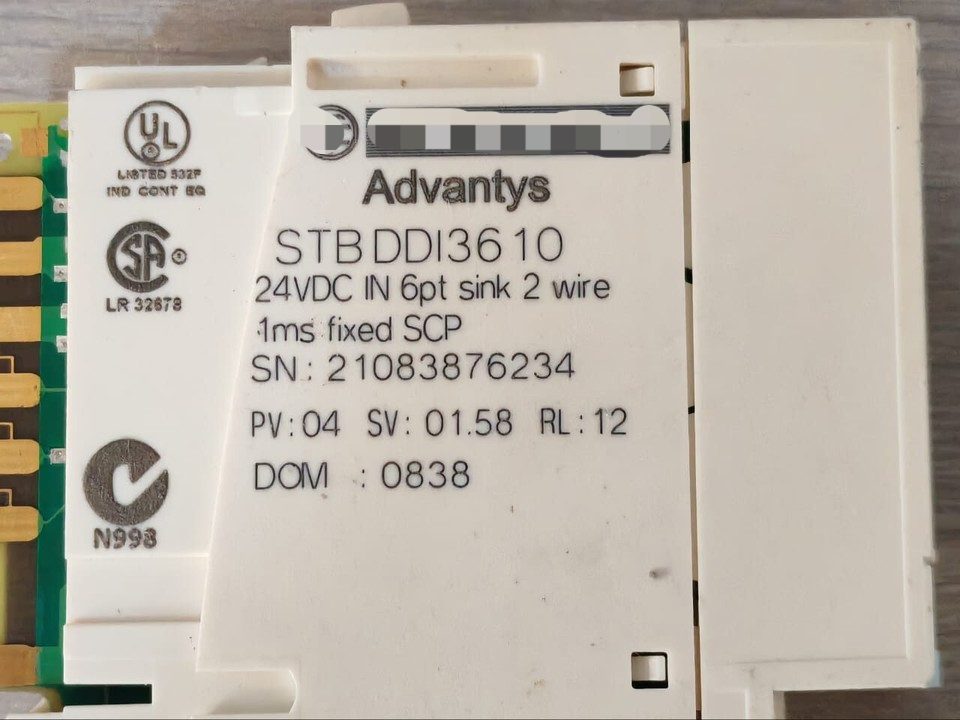 UL
LISTED 532F
IND CONT EQ
SA
LR 32678
N998
Advantys
STB DDI3610
24VDC IN 6pt sink 2 wire
1ms fixed SCP
SN: 21083876234
PV:04 SV: 01.58 RL:12
DOM : 0838